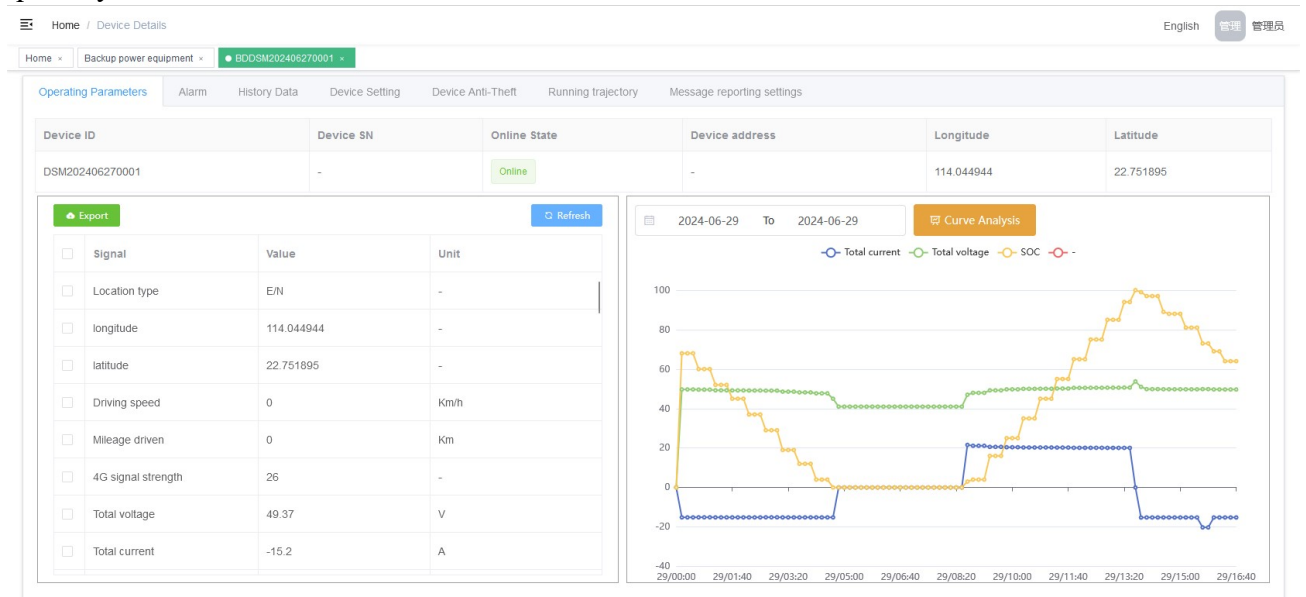 Home / Device Details
English 管理 管理员
Home × Backup power equipment × BDDSM202406270001 ×
Operating Parameters Alarm History Data Device Setting Device Anti-Theft Running trajectory Message reporting settings
Device ID Device SN Online State Device address Longitude Latitude
DSM202406270001 - Online - 114.044944 22.751895
Export Refresh
Signal Value Unit
Location type E/N -
longitude 114.044944 -
latitude 22.751895 -
Driving speed 0 Km/h
Mileage driven 0 Km
4G signal strength 26 -
Total voltage 49.37 V
Total current -15.2 A
2024-06-29 To 2024-06-29 Curve Analysis
Total current Total voltage SOC -
100
80
60
40
20
0
-20
-40
29/00:00 29/01:40 29/03:20 29/05:00 29/06:40 29/08:20 29/10:00 29/11:40 29/13:20 29/15:00 29/16:40